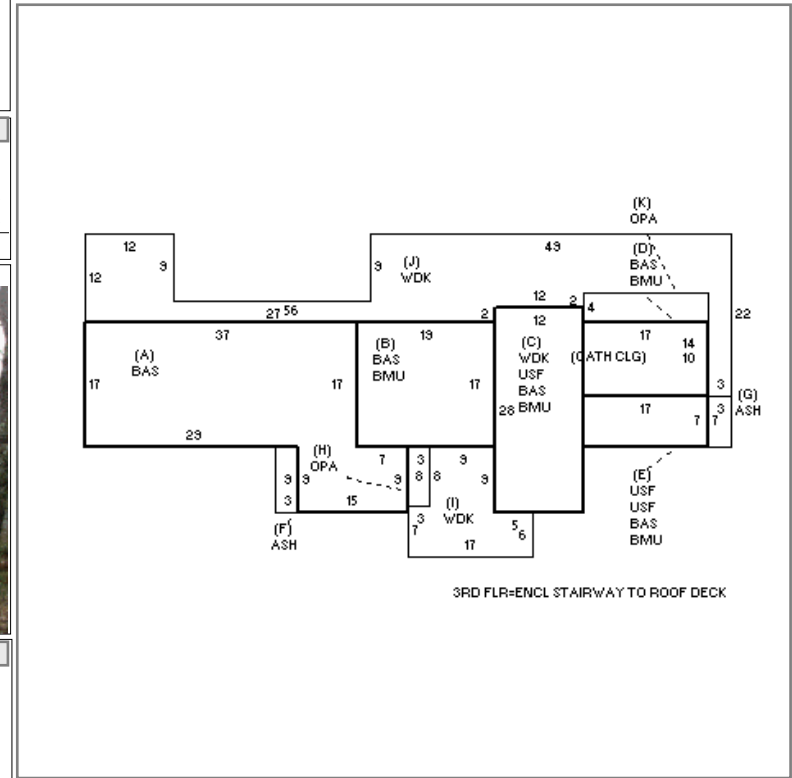 (K)
OPA
12
49
(D)
BAS
BMU
12
9
9
(J)
WDK
27 56
2
12
2
4
22
37
19
12
17
(A)
BAS
(B)
BAS
BMU
(C)
WDK
USF
BAS
BMU
(CATH CLG)
14
10
17
17
17
28
3
(G)
ASH
17
3
7
7
29
(H)
OPA
7
3
9
9
9
9
8
8
9
3
15
(I)
WDK
(E)
USF
USF
BAS
BMU
(F)
ASH
3
7
17
5
6
3RD FLR=ENCL STAIRWAY TO ROOF DECK